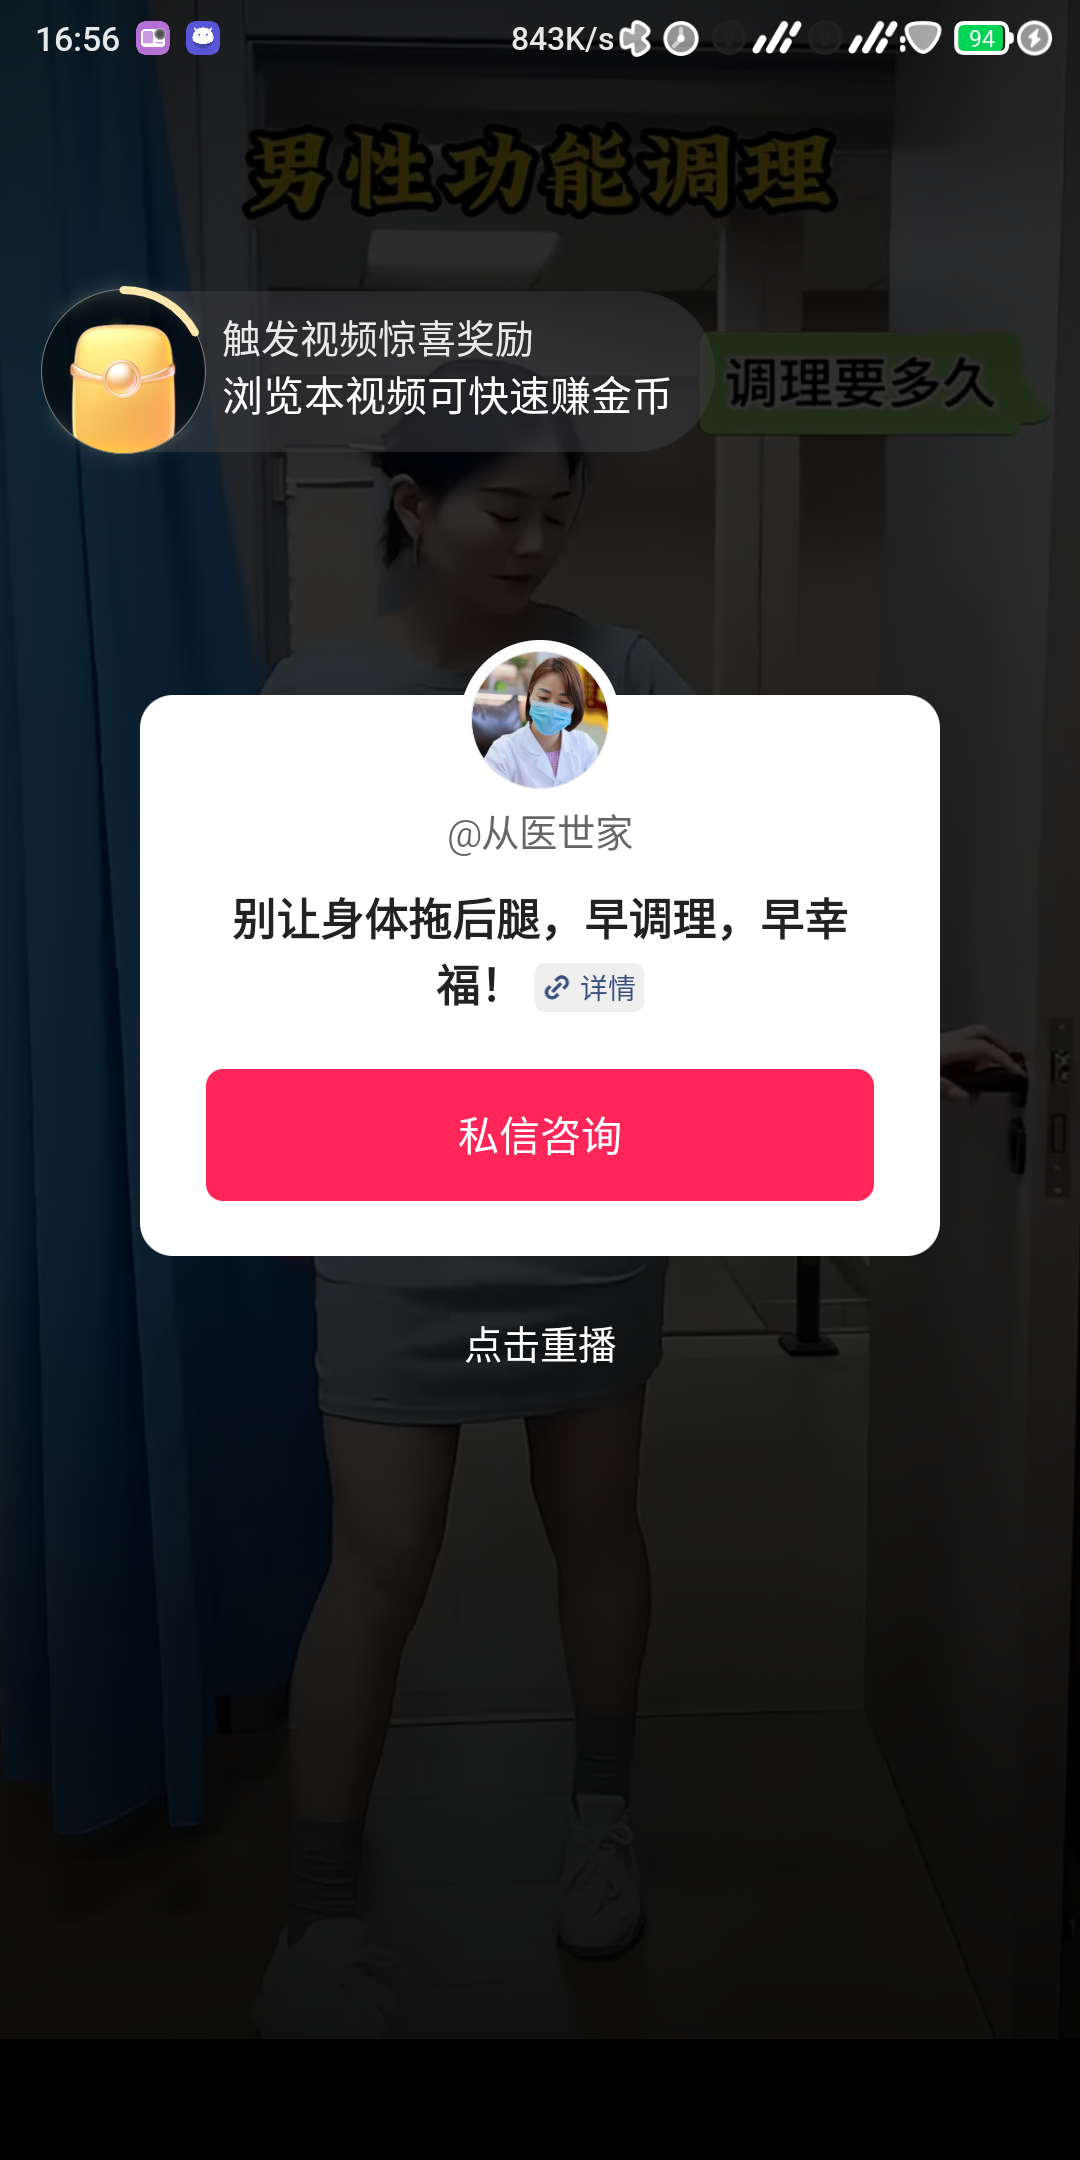 16:56
843K/s
94
男性功能调理
触发视频惊喜奖励
浏览本视频可快速赚金币
调理要多久
@从医世家
别让身体拖后腿，早调理，早幸
福！ 详情
私信咨询
点击重播